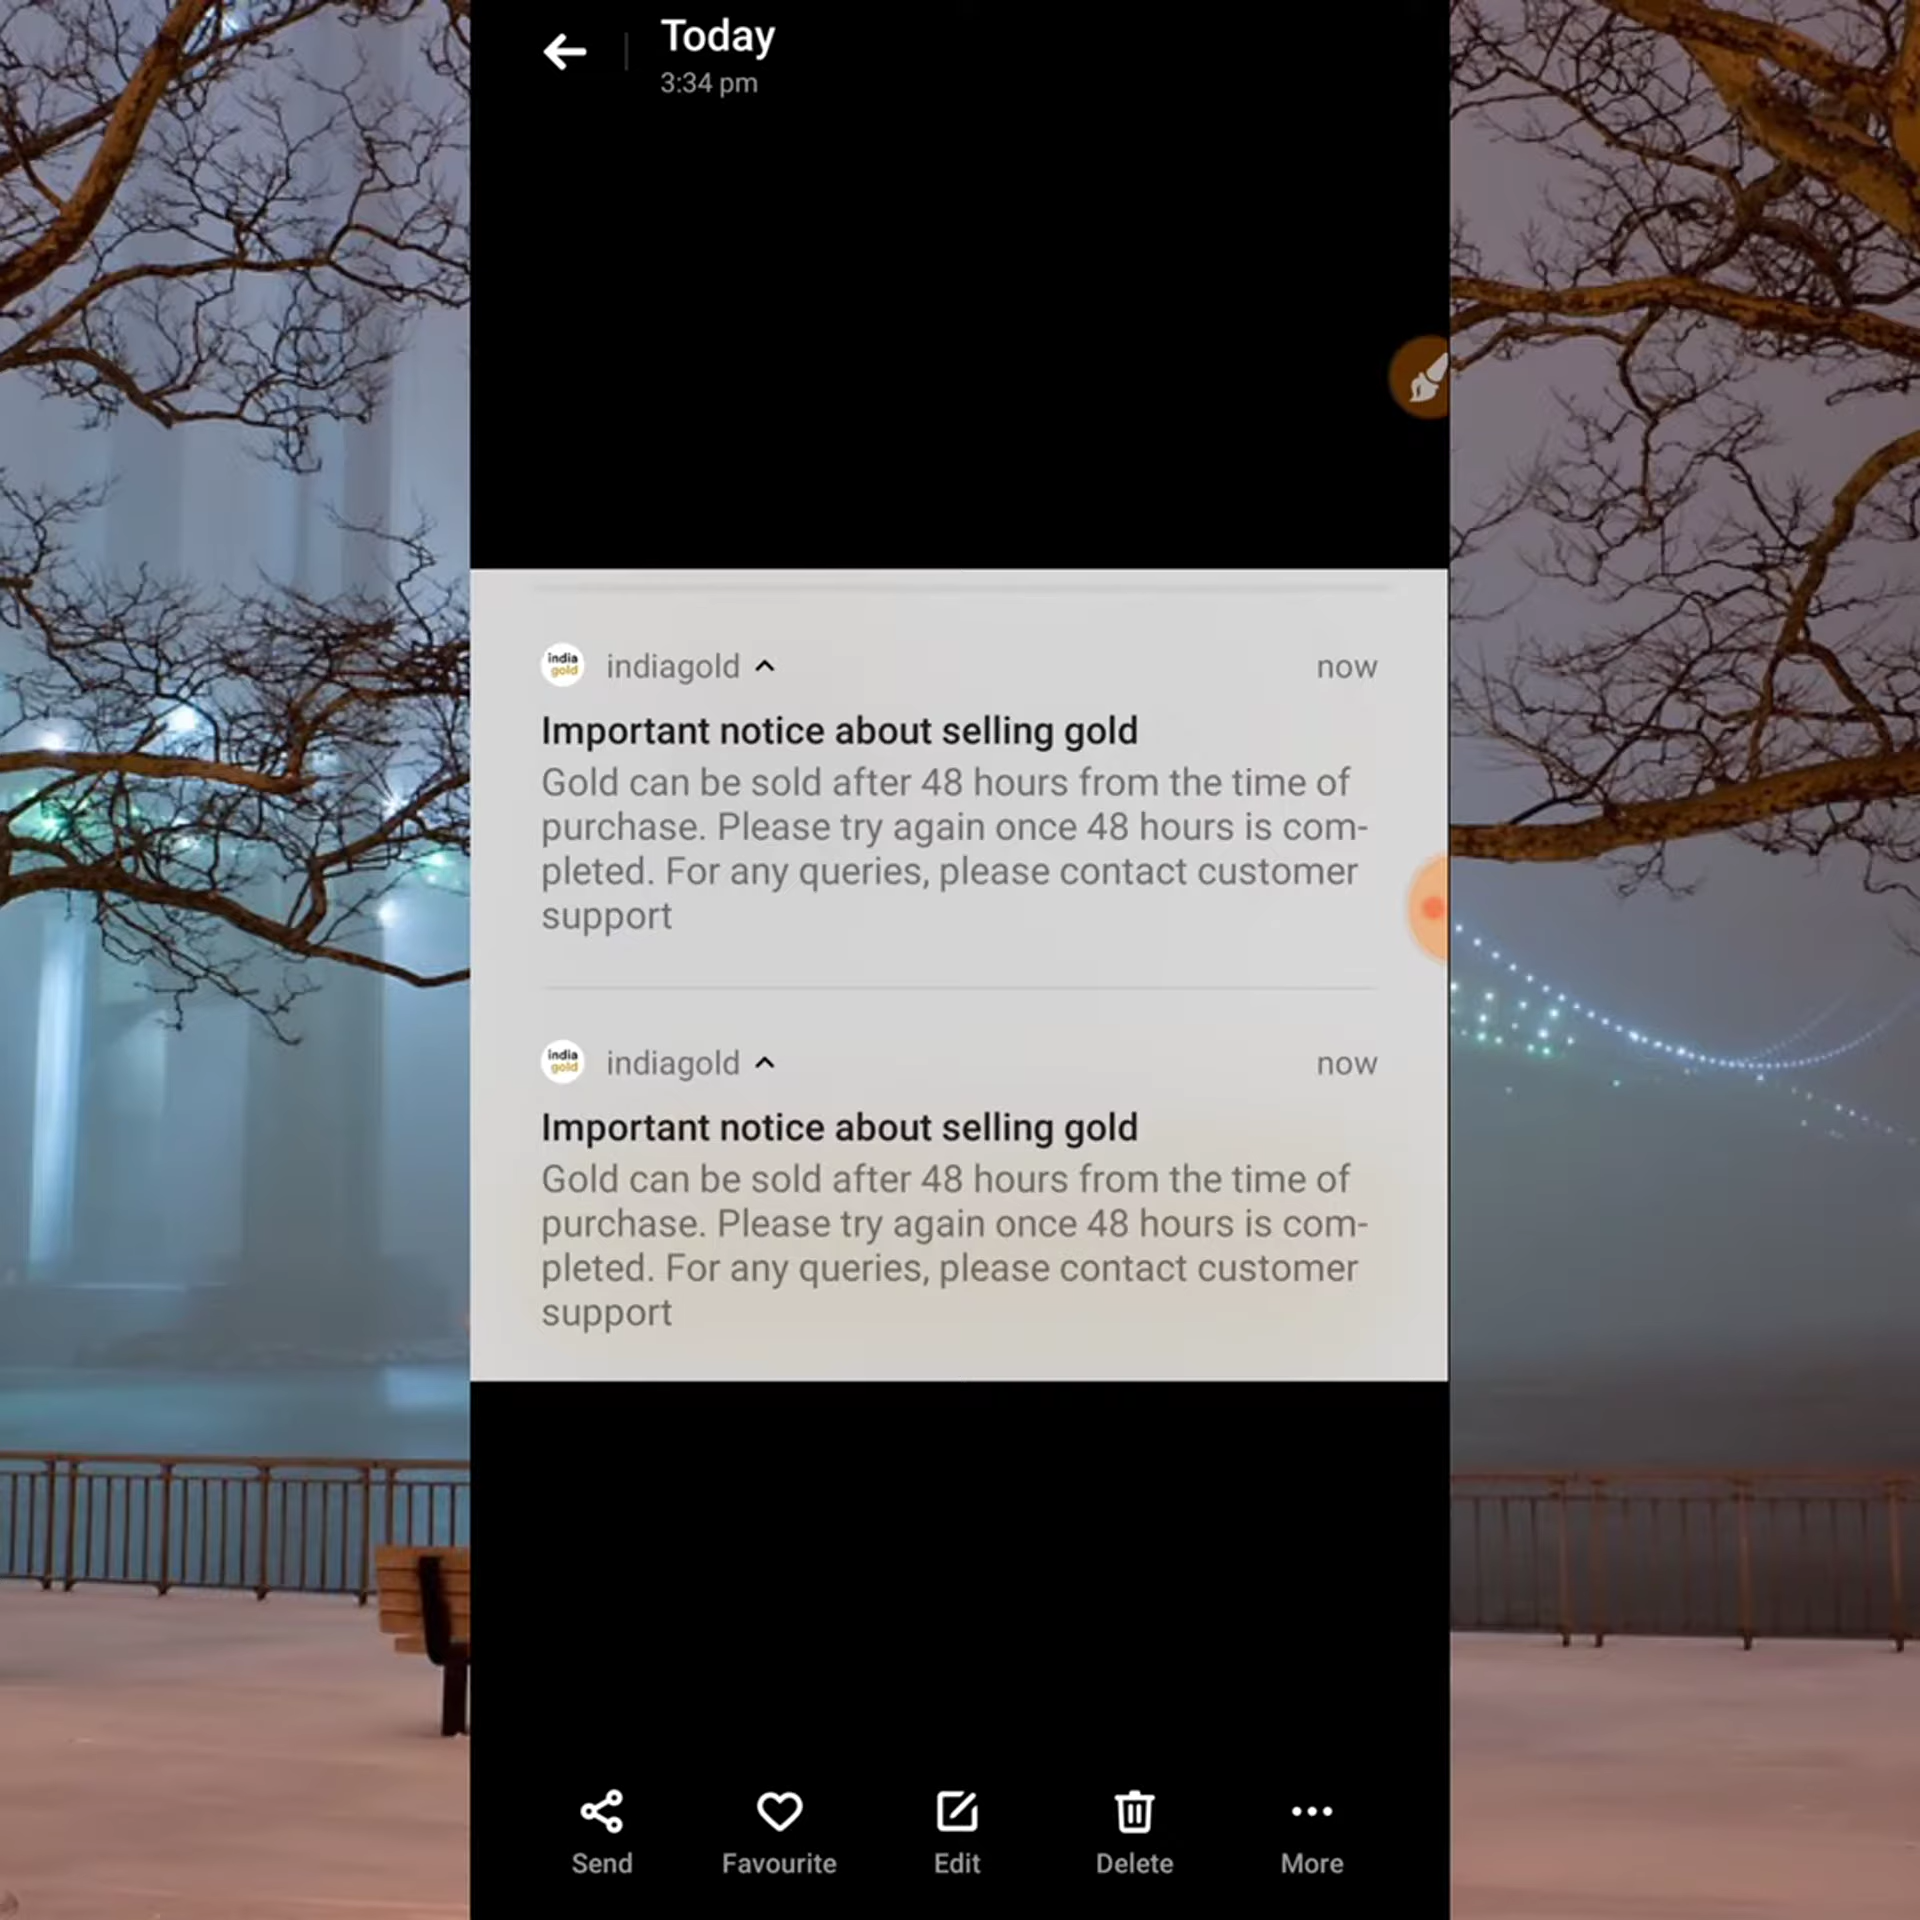 Today
3:34 pm
india
gold
indiagold
now
Important notice about selling gold
Gold can be sold after 48 hours from the time of
purchase. Please try again once 48 hours is com-
pleted. For any queries, please contact customer
support
india
gold
indiagold
now
Important notice about selling gold
Gold can be sold after 48 hours from the time of
purchase. Please try again once 48 hours is com-
pleted. For any queries, please contact customer
support
Send
Favourite
Edit
Delete
More